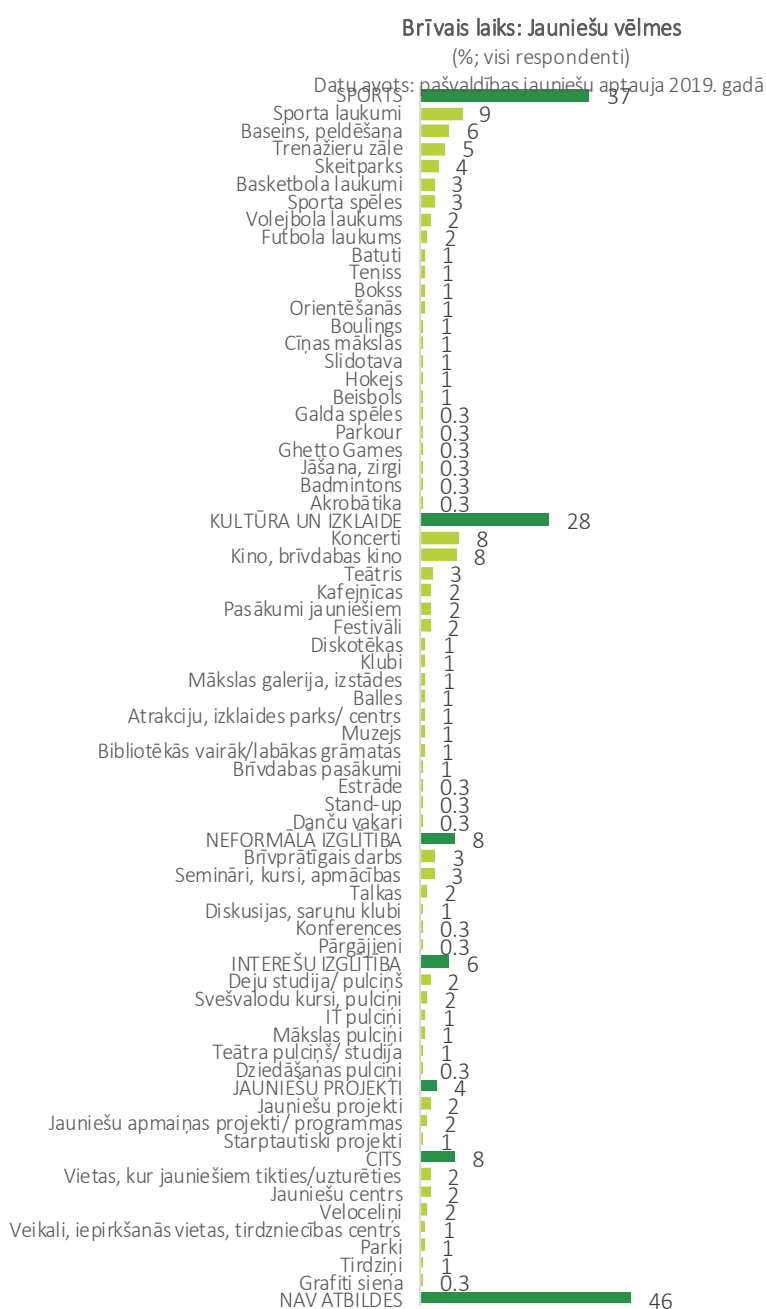 Brīvais laiks: Jauniešu vēlmes
(%; visi respondenti)
Datu avots: pašvaldības jauniešu aptauja 2019. gadā
SPORTS 37
Sporta laukumi 9
Baseins, peldēšana 6
Trenažieru zāle 5
Skeitparks 4
Basketbola laukumi 3
Sporta spēles 3
Volejbola laukums 2
Futbola laukums 2
Batuti 1
Teniss 1
Bokss 1
Orientēšanās 1
Boulings 1
Cīņas mākslas 1
Slidotava 1
Hokejs 1
Beisbols 1
Galda spēles 0.3
Parkour 0.3
Ghetto Games 0.3
Jāšana, zirgi 0.3
Badmintons 0.3
Akrobātika 0.3
KULTŪRA UN IZKLAIDE 28
Koncerti 8
Kino, brīvdabas kino 8
Teātris 3
Kafejnīcas 2
Pasākumi jauniešiem 2
Festivāli 2
Diskotēkas 1
Klubi 1
Mākslas galerija, izstādes 1
Balles 1
Atrakciju, izklaides parks/ centrs 1
Muzejs 1
Bibliotēkās vairāk/labākas grāmatas 1
Brīvdabas pasākumi 1
Estrāde 0.3
Stand-up 0.3
Danču vakari 0.3
NEFORMĀLĀ IZGLĪTĪBA 8
Brīvprātīgais darbs 3
Semināri, kursi, apmācības 3
Talkas 2
Diskusijas, sarunu klubi 1
Konferences 0.3
Pārgājieni 0.3
INTEREŠU IZGLĪTĪBA 6
Deju studija/ pulciņš 2
Svešvalodu kursi, pulciņi 2
IT pulciņi 1
Mākslas pulciņi 1
Teātra pulciņš/ studija 1
Dziedāšanas pulciņi 0.3
JAUNIEŠU PROJEKTI 4
Jauniešu projekti 2
Jauniešu apmaiņas projekti/ programmas 2
Starptautiski projekti 1
CITS 8
Vietas, kur jauniešiem tikties/uzturēties 2
Jauniešu centrs 2
Veloceliņi 2
Veikali, iepirkšanās vietas, tirdzniecības centrs 1
Parki 1
Tirdziņi 1
Grafiti siena 0.3
NAV ATBILDES 46